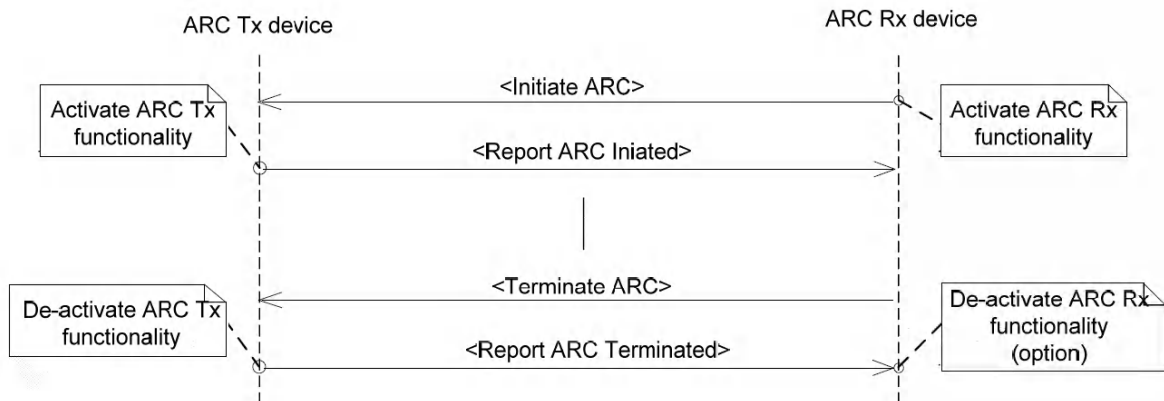 ARC Tx device
ARC Rx device
<Initiate ARC>
Activate ARC Tx
functionality
Activate ARC Rx
functionality
<Report ARC Iniated>
<Terminate ARC>
De-activate ARC Tx
functionality
De-activate ARC Rx
functionality
(option)
<Report ARC Terminated>